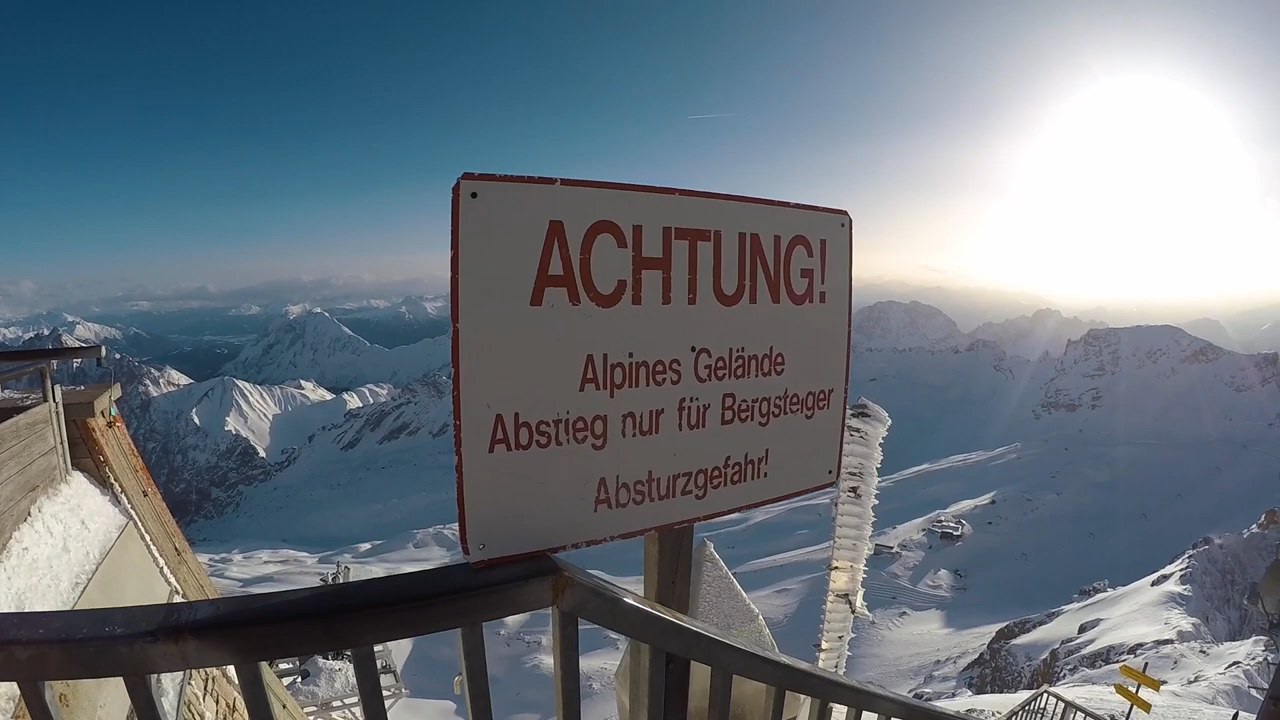 ACHTUNG!
Alpines Gelände
Abstieg nur für Bergsteiger
Absturzgefahr!